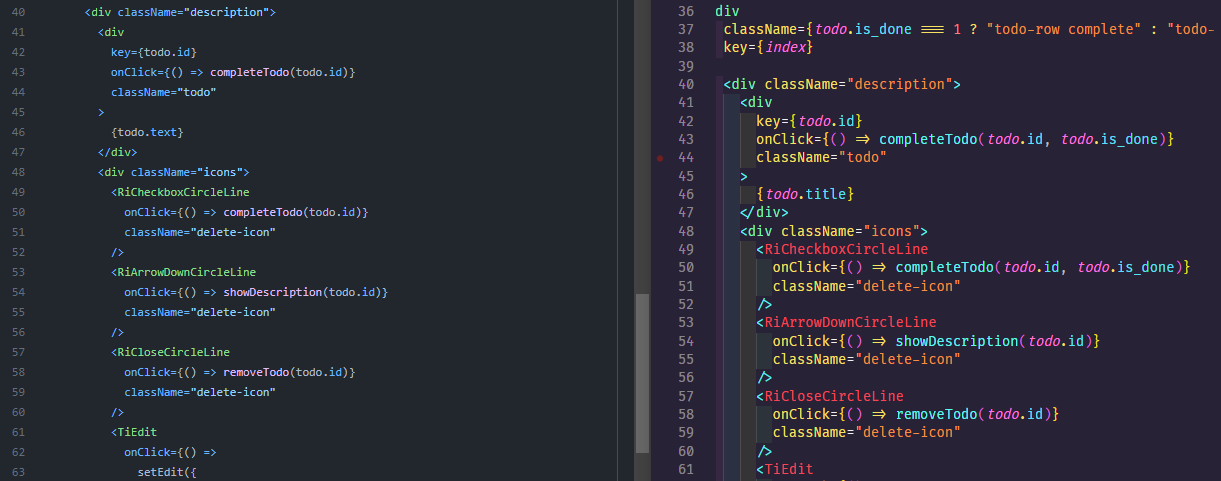 40 <div className="description">
41 <div
42 key={todo.id}
43 onClick={() => completeTodo(todo.id)}
44 className="todo"
45 >
46 {todo.text}
47 </div>
48 <div className="icons">
49 <RiCheckboxCircleLine
50 onClick={() => completeTodo(todo.id)}
51 className="delete-icon"
52 />
53 <RiArrowDownCircleLine
54 onClick={() => showDescription(todo.id)}
55 className="delete-icon"
56 />
57 <RiCloseCircleLine
58 onClick={() => removeTodo(todo.id)}
59 className="delete-icon"
60 />
61 <TiEdit
62 onClick={() =>
63 setEdit({
36 div
37 className={todo.is_done === 1 ? "todo-row complete" : "todo-
38 key={index}
39
40 <div className="description">
41 <div
42 key={todo.id}
43 onClick={() => completeTodo(todo.id, todo.is_done)}
44 className="todo"
45 >
46 {todo.title}
47 </div>
48 <div className="icons">
49 <RiCheckboxCircleLine
50 onClick={() => completeTodo(todo.id, todo.is_done)}
51 className="delete-icon"
52 />
53 <RiArrowDownCircleLine
54 onClick={() => showDescription(todo.id)}
55 className="delete-icon"
56 />
57 <RiCloseCircleLine
58 onClick={() => removeTodo(todo.id)}
59 className="delete-icon"
60 />
61 <TiEdit